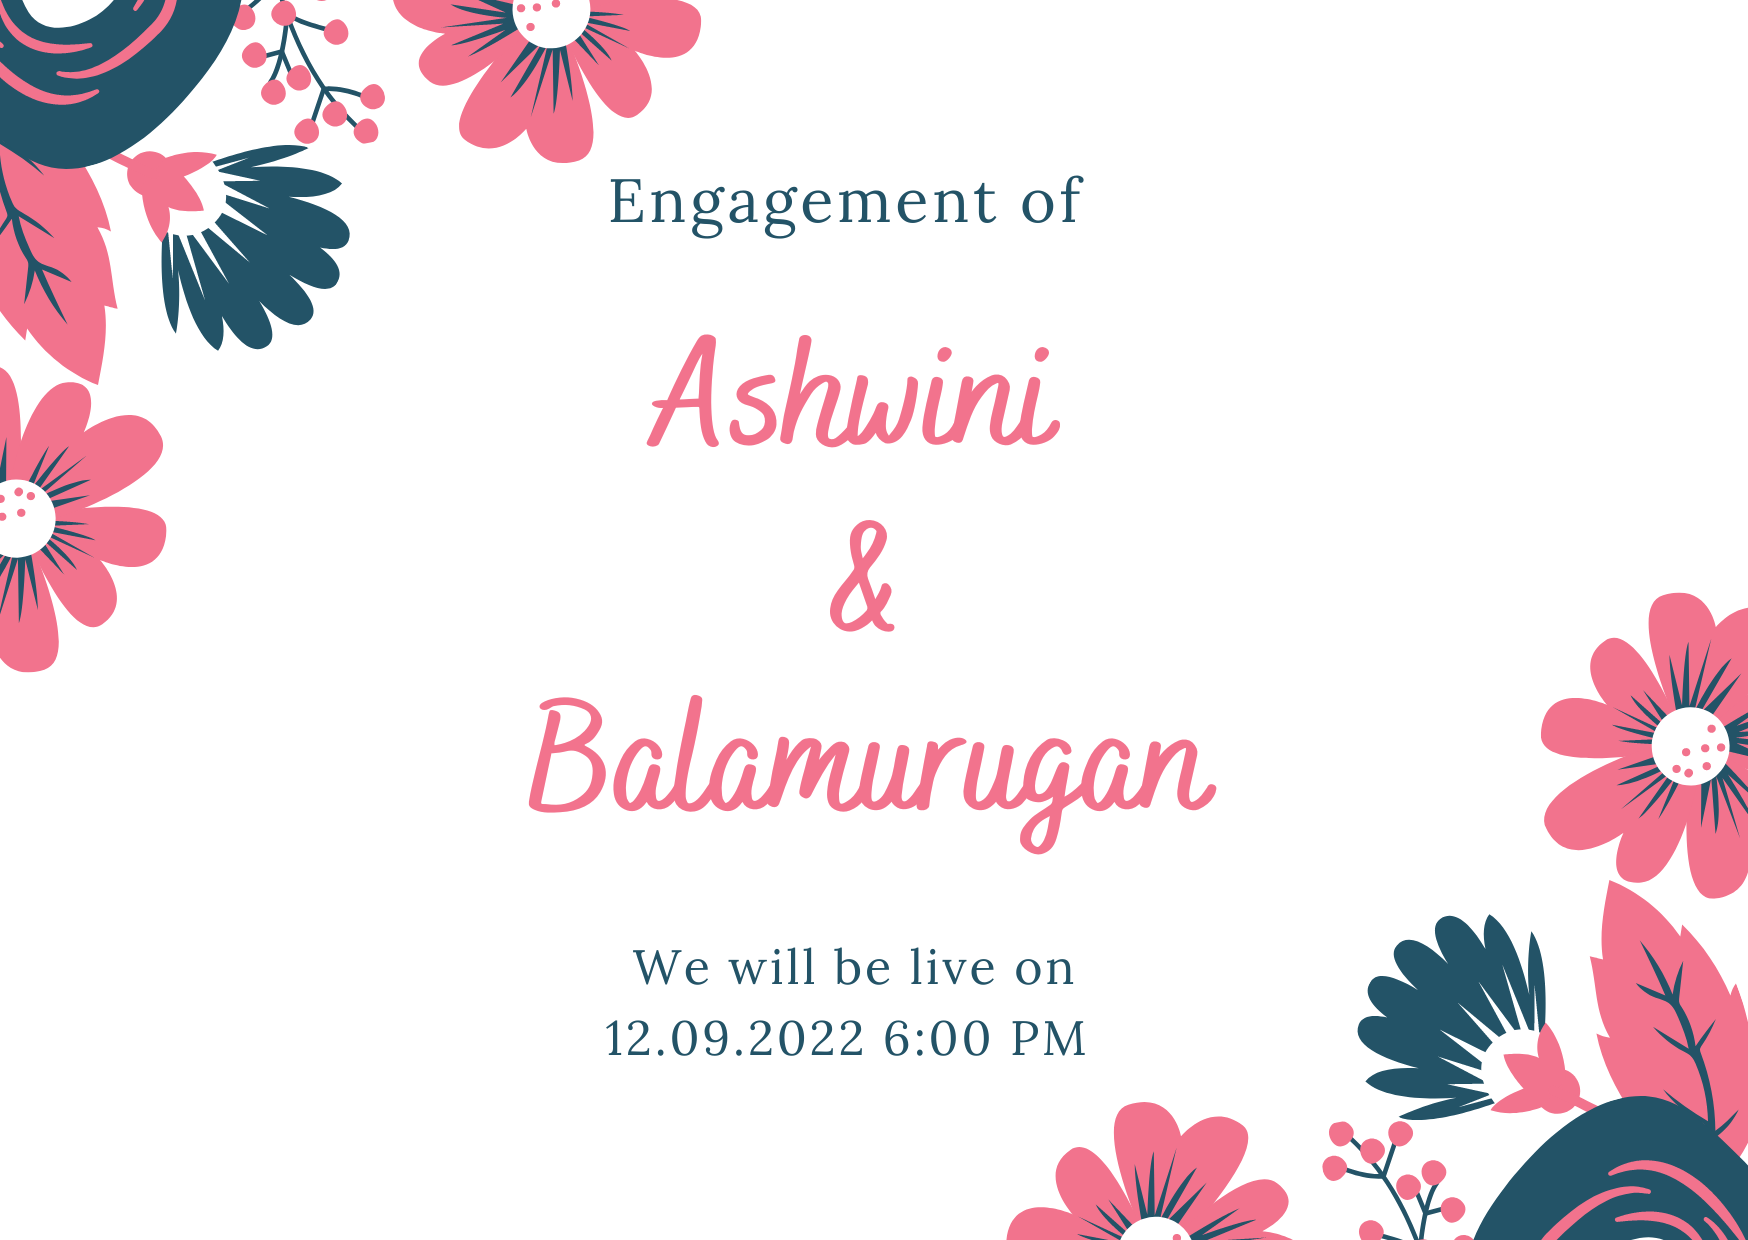 Engagement of
Ashwini
&
Balamurugan
We will be live on
12.09.2022 6:00 PM